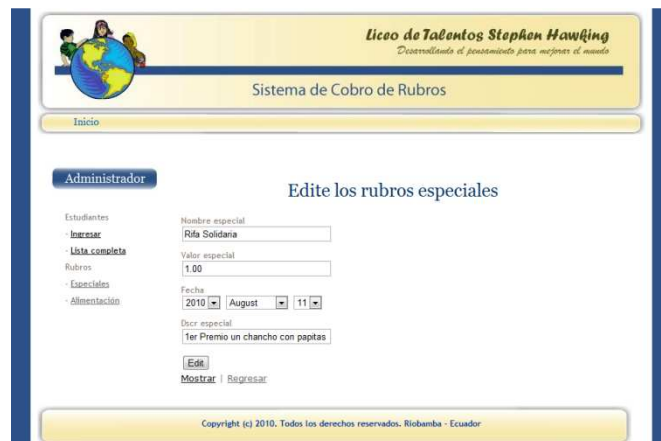 Liceo de Talentos Stephen Hawking
Desarrollando el pensamiento para mejorar el mundo
Sistema de Cobro de Rubros
Inicio
Administrador
Edite los rubros especiales
Estudiantes
- Ingresar
- Lista completa
Rubros
- Especiales
- Alimentación
Nombre especial
Rifa Solidaria
Valor especial
1.00
Fecha
2010 August 11
Dscr especial
1er Premio un chancho con papitas
Edit
Mostrar | Regresar
Copyright (c) 2010. Todos los derechos reservados. Riobamba - Ecuador